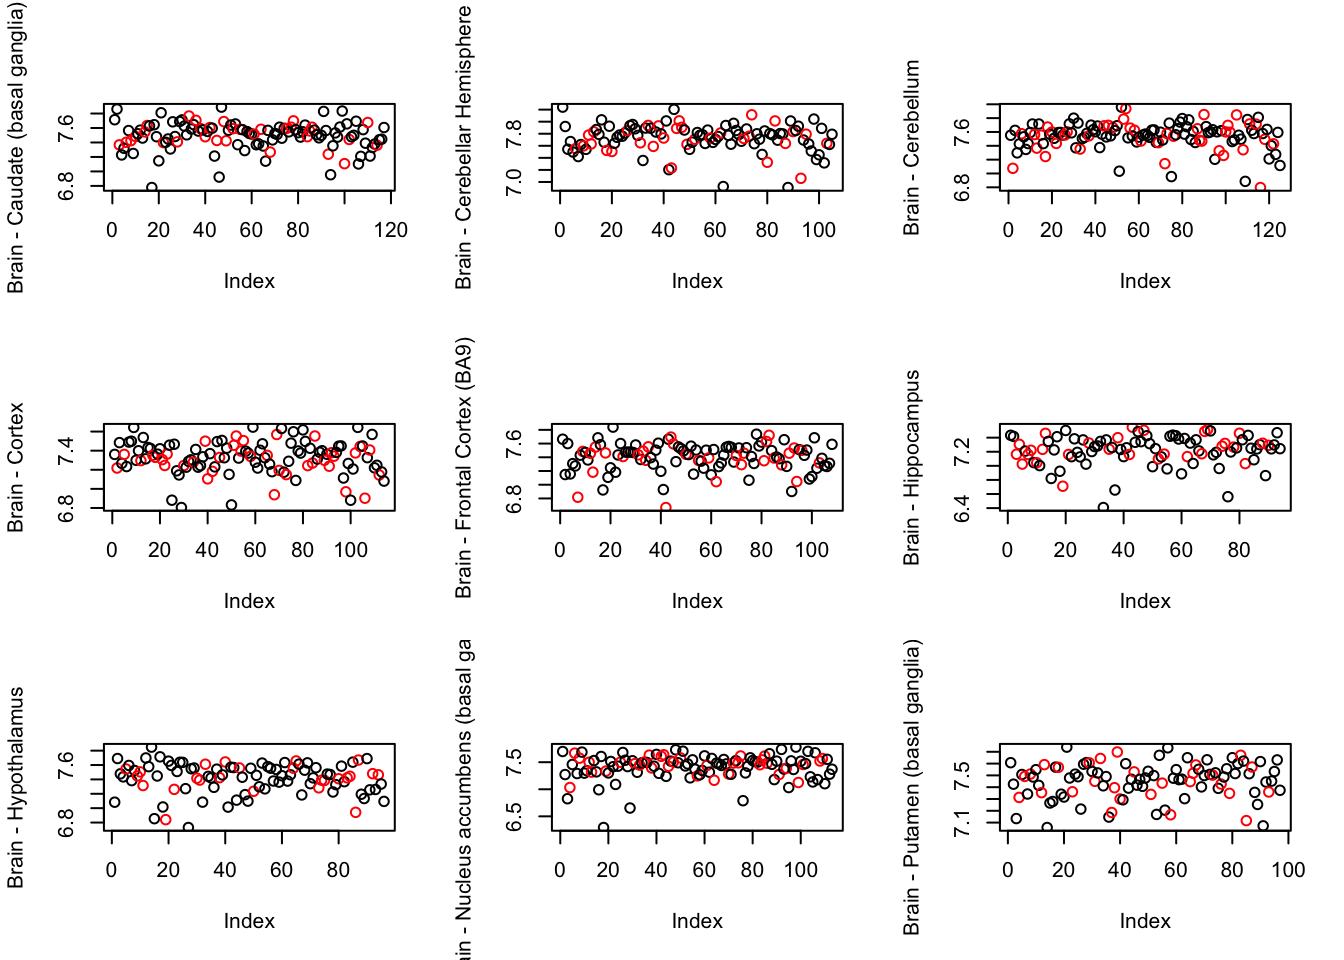 Brain - Caudate (basal ganglia)
7.6
6.8
0 20 40 60 80 120
Index
Brain - Cerebellar Hemisphere
7.8
7.0
0 20 40 60 80 100
Index
Brain - Cerebellum
7.6
6.8
0 20 40 60 80 120
Index
Brain - Cortex
7.4
6.8
0 20 40 60 80 100
Index
Brain - Frontal Cortex (BA9)
7.6
6.8
0 20 40 60 80 100
Index
Brain - Hippocampus
7.2
6.4
0 20 40 60 80
Index
Brain - Hypothalamus
7.6
6.8
0 20 40 60 80
Index
ain - Nucleus accumbens (basal ga
7.5
6.5
0 20 40 60 80 100
Index
Brain - Putamen (basal ganglia)
7.5
7.1
0 20 40 60 80 100
Index